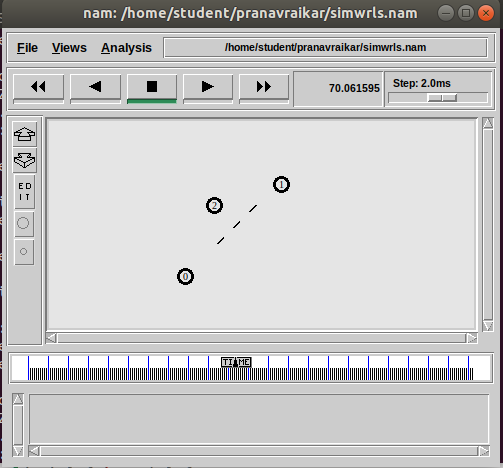 nam: /home/student/pranavraikar/simwrls.nam
File Views Analysis /home/student/pranavraikar/simwrls.nam
70.061595 Step: 2.0ms
ED
IT
1
2
0
TIME